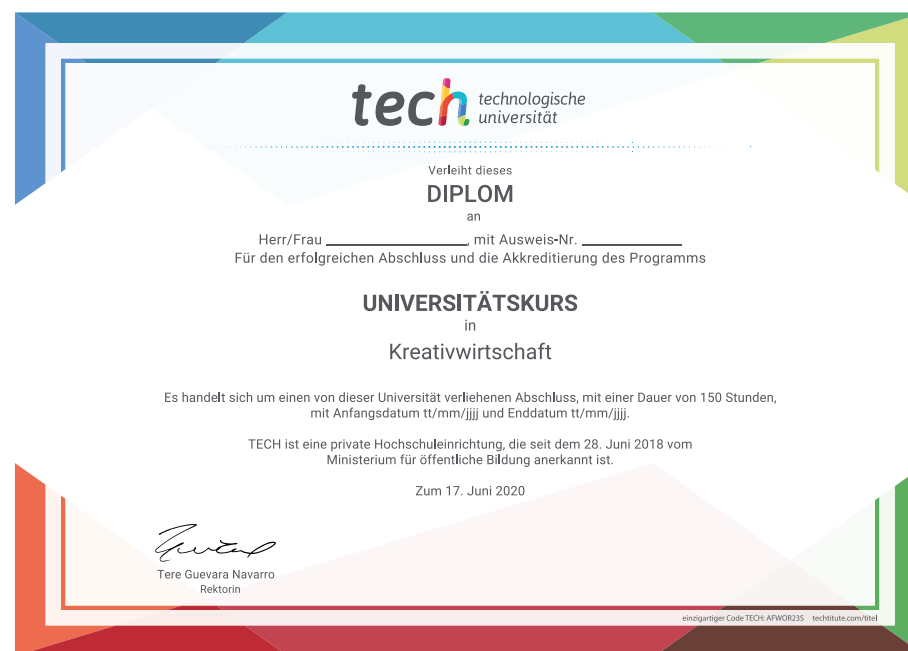 tech technologische
universität
Verleiht dieses
DIPLOM
an
Herr/Frau ____________________, mit Ausweis-Nr. ______________
Für den erfolgreichen Abschluss und die Akkreditierung des Programms
UNIVERSITÄTSKURS
in
Kreativwirtschaft
Es handelt sich um einen von dieser Universität verliehenen Abschluss, mit einer Dauer von 150 Stunden,
mit Anfangsdatum tt/mm/jjjj und Enddatum tt/mm/jjjj.
TECH ist eine private Hochschuleinrichtung, die seit dem 28. Juni 2018 vom
Ministerium für öffentliche Bildung anerkannt ist.
Zum 17. Juni 2020
Tere Guevara Navarro
Rektorin
einzigartiger Code TECH: AFWOR23S techtitute.com/titel